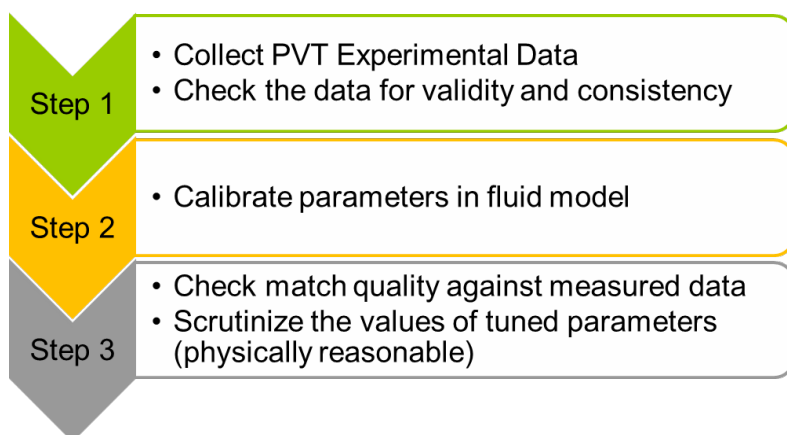 Step 1
• Collect PVT Experimental Data
• Check the data for validity and consistency
Step 2
• Calibrate parameters in fluid model
Step 3
• Check match quality against measured data
• Scrutinize the values of tuned parameters
(physically reasonable)